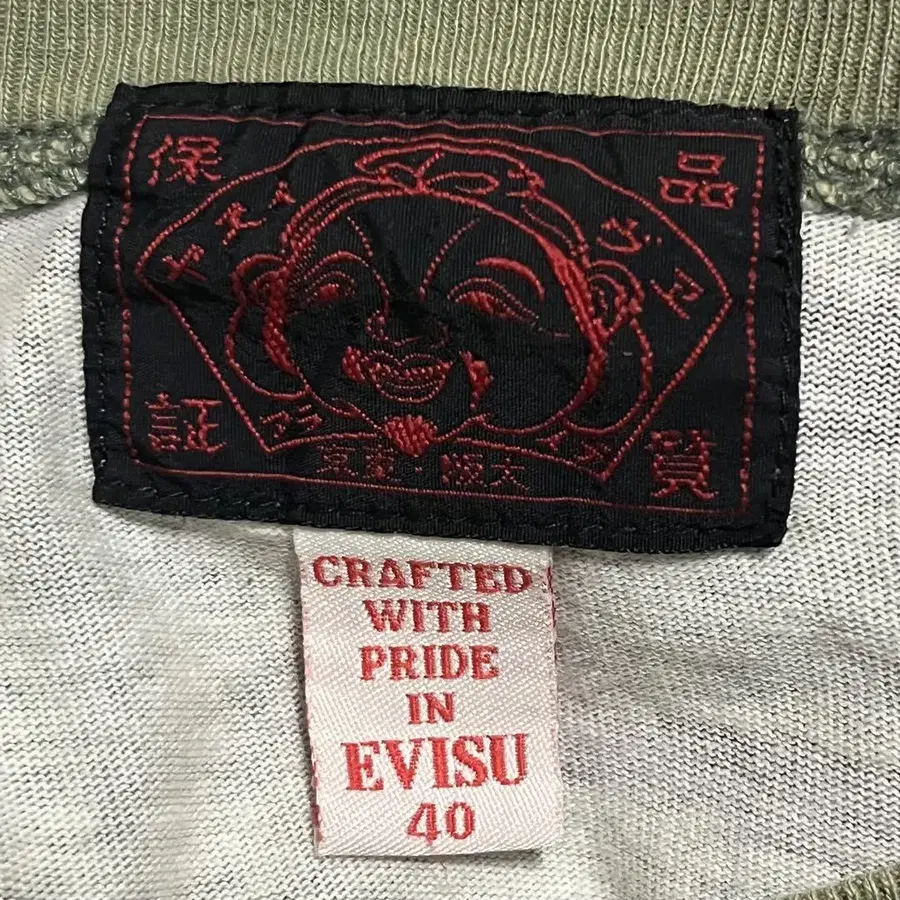 品質
保証
CRAFTED
WITH
PRIDE
IN
EVISU
40